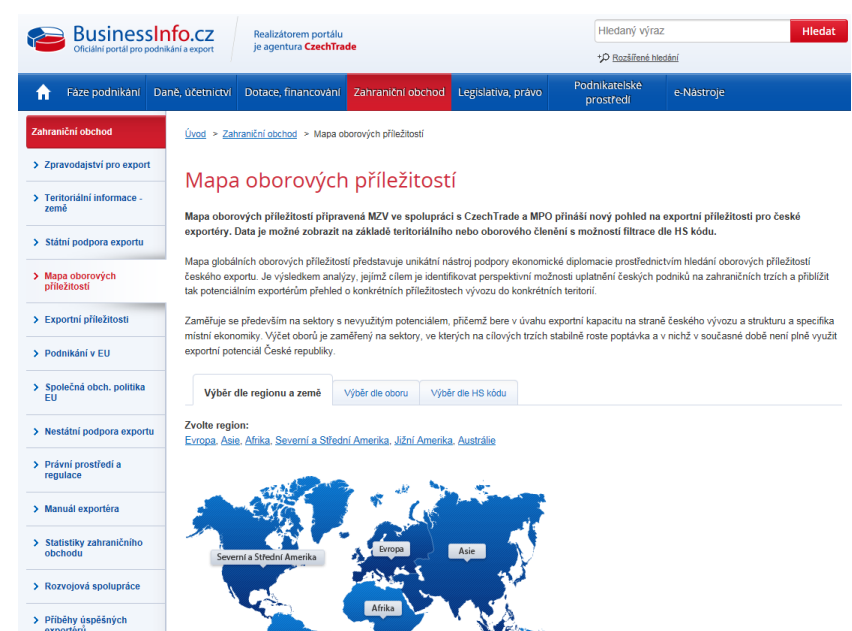 BusinessInfo.cz
Oficiální portál pro podnikání a export
Realizátorem portálu
je agentura CzechTrade
Hledaný výraz
Hledat
Rozšířené hledání
Fáze podnikání
Daně, účetnictví
Dotace, financování
Zahraniční obchod
Legislativa, právo
Podnikatelské
prostředí
e-Nástroje
Zahraniční obchod
Zpravodajství pro export
Teritoriální informace -
země
Státní podpora exportu
Mapa oborových
příležitostí
Exportní příležitosti
Podnikání v EU
Společná obch. politika
EU
Nestátní podpora exportu
Právní prostředí a
regulace
Manuál exportéra
Statistiky zahraničního
obchodu
Rozvojová spolupráce
Příběhy úspěšných
exportérů
Úvod > Zahraniční obchod > Mapa oborových příležitostí
Mapa oborových příležitostí
Mapa oborových příležitostí připravená MZV ve spolupráci s CzechTrade a MPO přináší nový pohled na exportní příležitosti pro české
exportéry. Data je možné zobrazit na základě teritoriálního nebo oborového členění s možností filtrace dle HS kódu.
Mapa globálních oborových příležitostí představuje unikátní nástroj podpory ekonomické diplomacie prostřednictvím hledání oborových příležitostí
českého exportu. Je výsledkem analýzy, jejímž cílem je identifikovat perspektivní možnosti uplatnění českých podniků na zahraničních trzích a přiblížit
tak potenciálním exportérům přehled o konkrétních příležitostech vývozu do konkrétních teritorií.
Zaměřuje se především na sektory s nevyužitým potenciálem, přičemž bere v úvahu exportní kapacitu na straně českého vývozu a strukturu a specifika
místní ekonomiky. Výčet oborů je zaměřený na sektory, ve kterých na cílových trzích stabilně roste poptávka a v nichž v současné době není plně využit
exportní potenciál České republiky.
Výběr dle regionu a země
Výběr dle oboru
Výběr dle HS kódu
Zvolte region:
Evropa, Asie, Afrika, Severní a Střední Amerika, Jižní Amerika, Austrálie
Severní a Střední Amerika
Evropa
Asie
Afrika